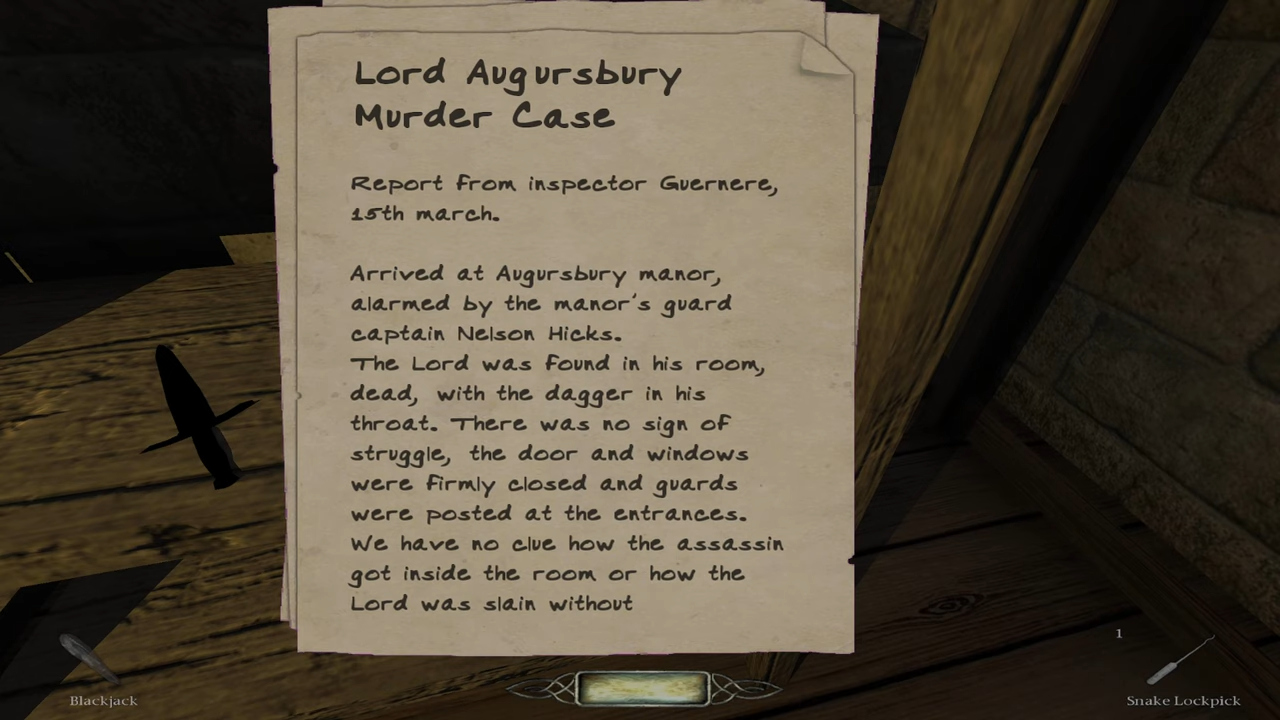 Lord Augursbury
Murder Case
Report from inspector Guernere,
15th march.
Arrived at Augursbury manor,
alarmed by the manor's guard
captain Nelson Hicks.
The Lord was found in his room,
dead, with the dagger in his
throat. There was no sign of
struggle, the door and windows
were firmly closed and guards
were posted at the entrances.
We have no clue how the assassin
got inside the room or how the
Lord was slain without
1
Blackjack
Snake Lockpick